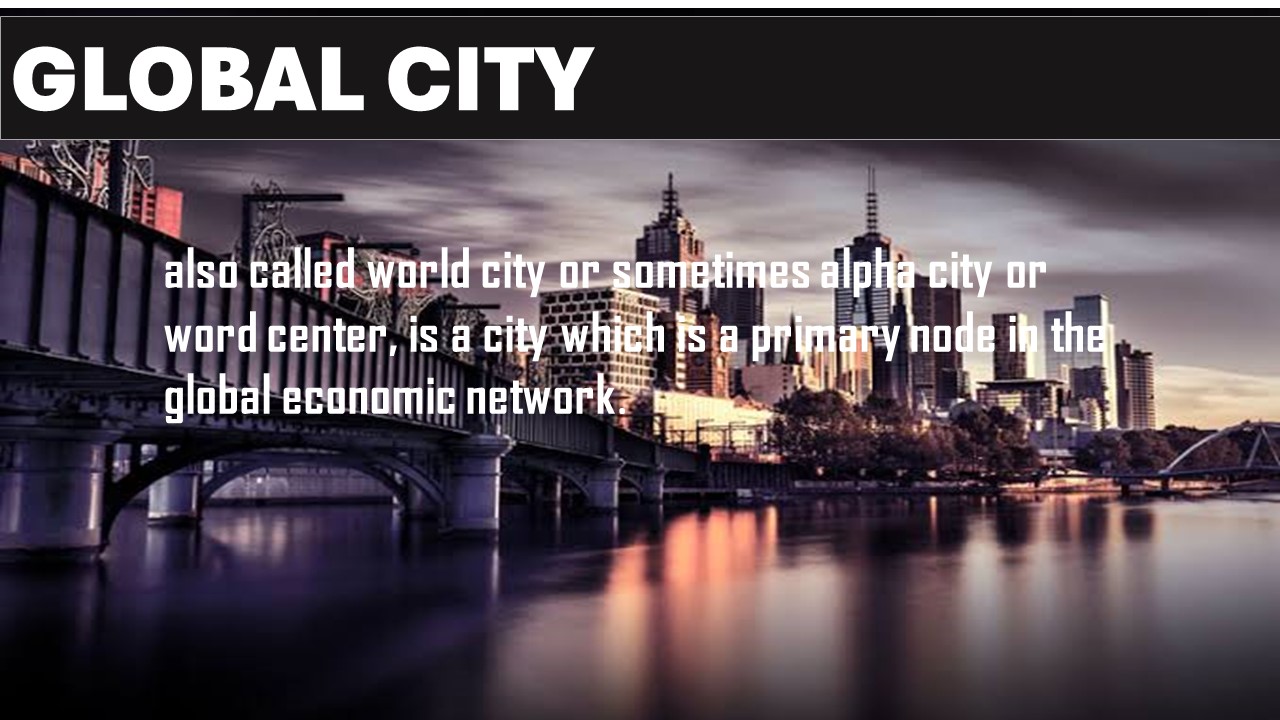 GLOBAL CITY
also called world city or sometimes alpha city or
word center, is a city which is a primary node in the
global economic network.